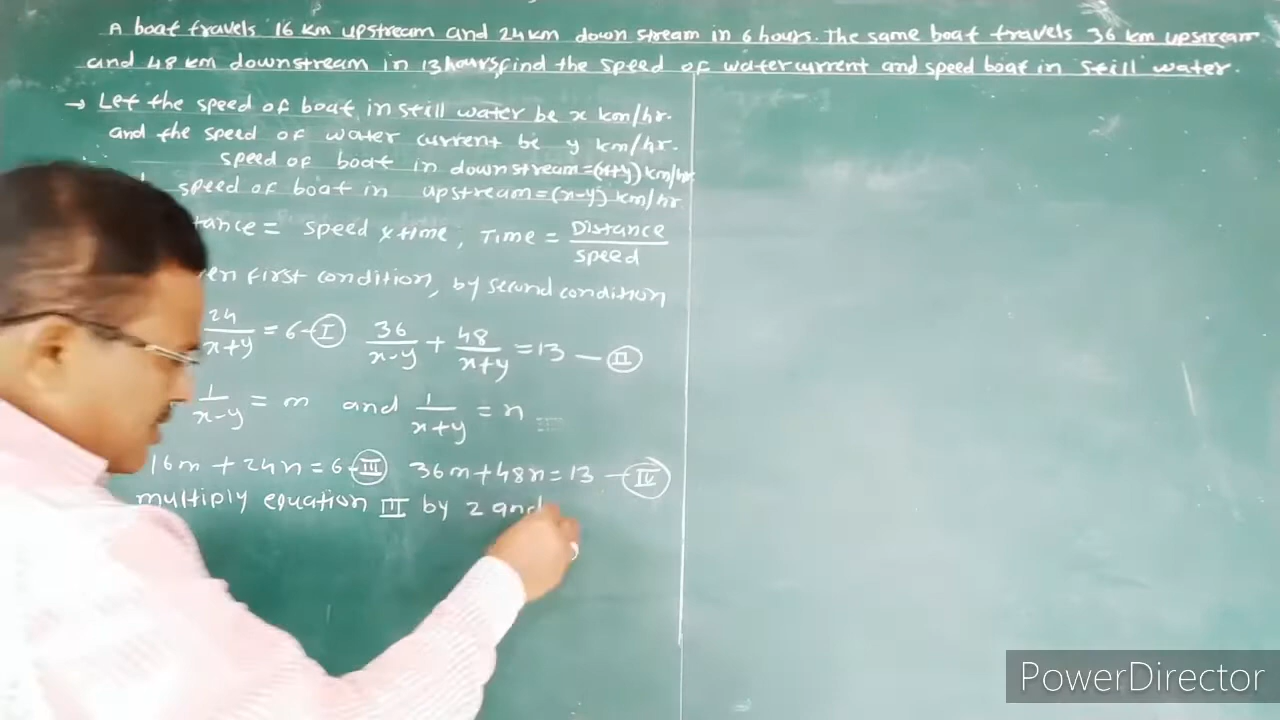 A boat travels 16 km upstream and 24 km down stream in 6 hours. The same boat travels 36 km upstream
and 48 km downstream in 13 hours, find the speed of water current and speed boat in still water.
→ Let the speed of boat in still water be x km/hr.
and the speed of water current be y km/hr.
speed of boat in downstream = (x+y) km/hr
speed of boat in upstream = (x-y) km/hr
= speed × time, Time = Distance/speed
first condition, by second condition
24/x+y = 6 - I 36/x-y + 48/x+y = 13 - II
1/x-y = m and 1/x+y = n
16m + 24n = 6 - III 36m + 48n = 13 - IV
multiply equation III by 2 and
PowerDirector